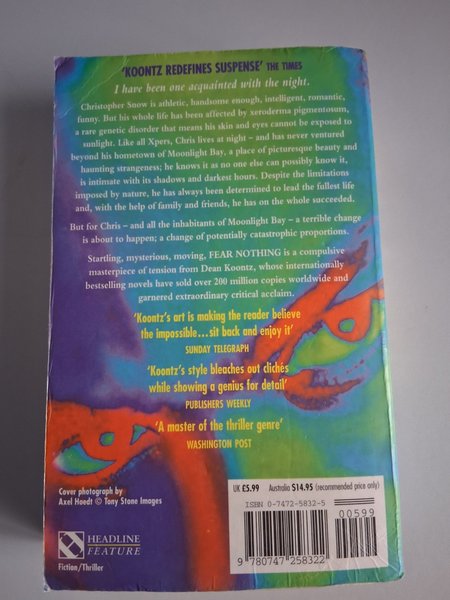 'KOONTZ REDEFINES SUSPENSE' THE TIMES
I have been one acquainted with the night.
Christopher Snow is athletic, handsome enough, intelligent, romantic,
funny. But his whole life has been affected by xeroderma pigmentosum,
a rare genetic disorder that means his skin and eyes cannot be exposed to
sunlight. Like all Xpers, Chris lives at night – and has never ventured
beyond his hometown of Moonlight Bay, a place of picturesque beauty and
haunting strangeness; he knows it as no one else can possibly know it,
is intimate with its shadows and darkest hours. Despite the limitations
imposed by nature, he has always been determined to lead the fullest life
and, with the help of family and friends, he has on the whole succeeded.
But for Chris – and all the inhabitants of Moonlight Bay – a terrible change
is about to happen; a change of potentially catastrophic proportions.
Startling, mysterious, moving, FEAR NOTHING is a compulsive
masterpiece of tension from Dean Koontz, whose internationally
bestselling novels have sold over 200 million copies worldwide and
garnered extraordinary critical acclaim.
'Koontz's art is making the reader believe
the impossible...sit back and enjoy it'
SUNDAY TELEGRAPH
'Koontz's style bleaches out clichés
while showing a genius for detail'
PUBLISHERS WEEKLY
'A master of the thriller genre'
WASHINGTON POST
Cover photograph by
Axel Hoedt © Tony Stone Images
HEADLINE
FEATURE
Fiction/Thriller
UK £5.99 Australia $14.95 (recommended price only)
ISBN 0-7472-5832-5
00599
9 780747 258322